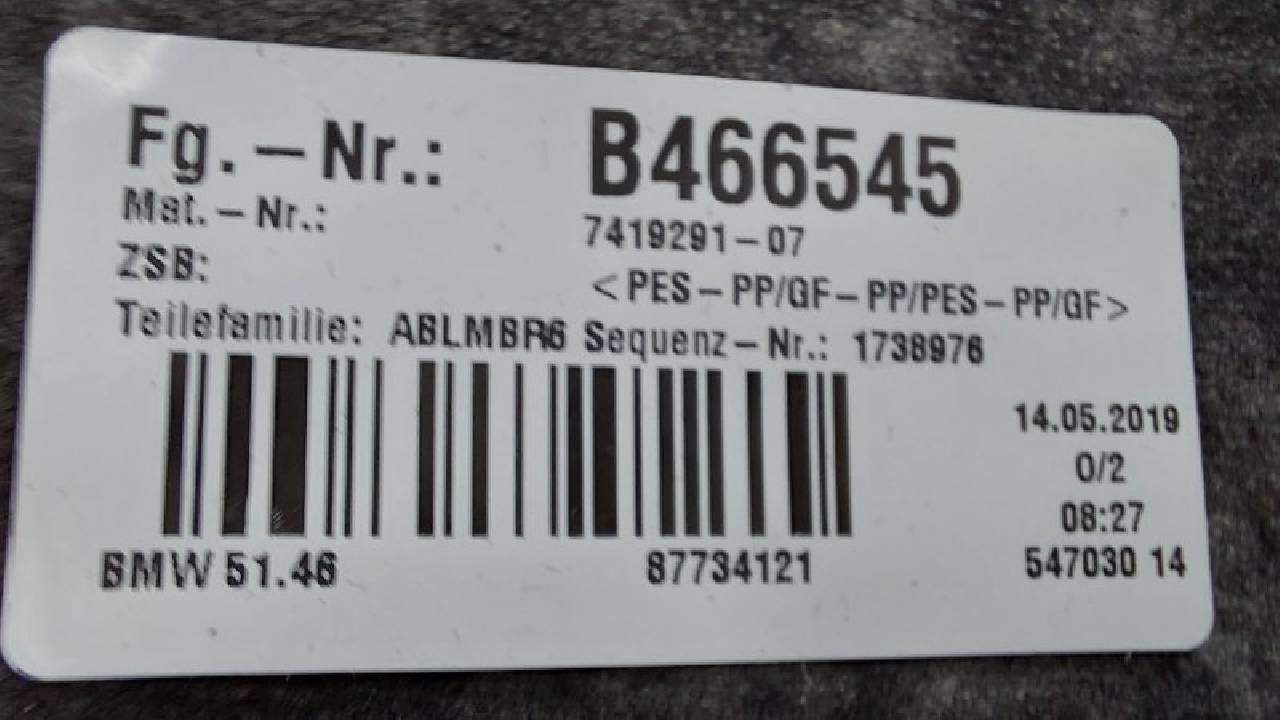 Fg.-Nr.: B466545
Mat.-Nr.: 7419291-07
ZSB: <PES-PP/GF-PP/PES-PP/GF>
Teilefamilie: ABLMBR6 Sequenz-Nr.: 1738976
14.05.2019
0/2
08:27
BMW 51.46 87734121 547030 14